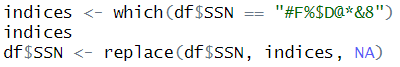 indices <- which(df$SSN == "#F%$D@*&8")
indices
df$SSN <- replace(df$SSN, indices, NA)